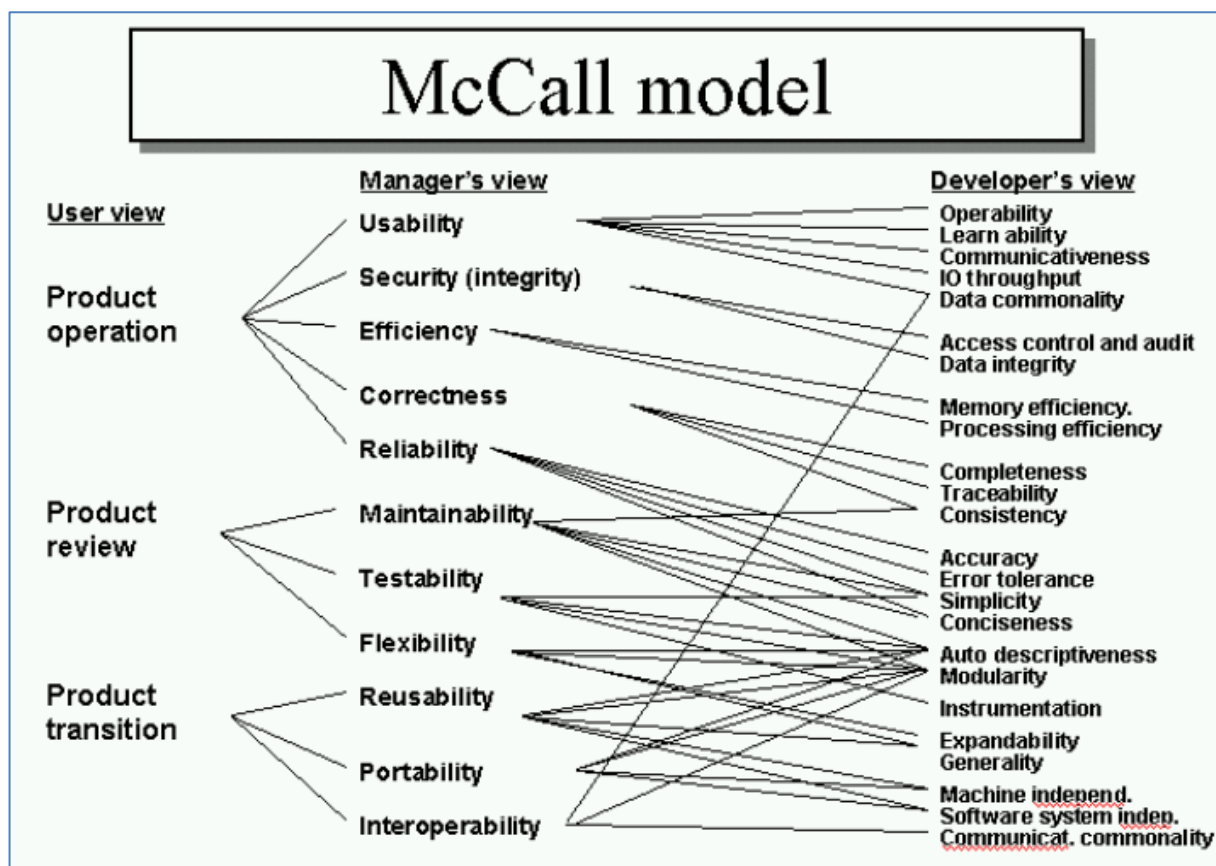 McCall model
User view
Product
operation
Product
review
Product
transition
Manager's view
Usability
Security (integrity)
Efficiency
Correctness
Reliability
Maintainability
Testability
Flexibility
Reusability
Portability
Interoperability
Developer's view
Operability
Learn ability
Communicativeness
IO throughput
Data commonality
Access control and audit
Data integrity
Memory efficiency.
Processing efficiency
Completeness
Traceability
Consistency
Accuracy
Error tolerance
Simplicity
Conciseness
Auto descriptiveness
Modularity
Instrumentation
Expandability
Generality
Machine independ.
Software system indep.
Communicat. commonality